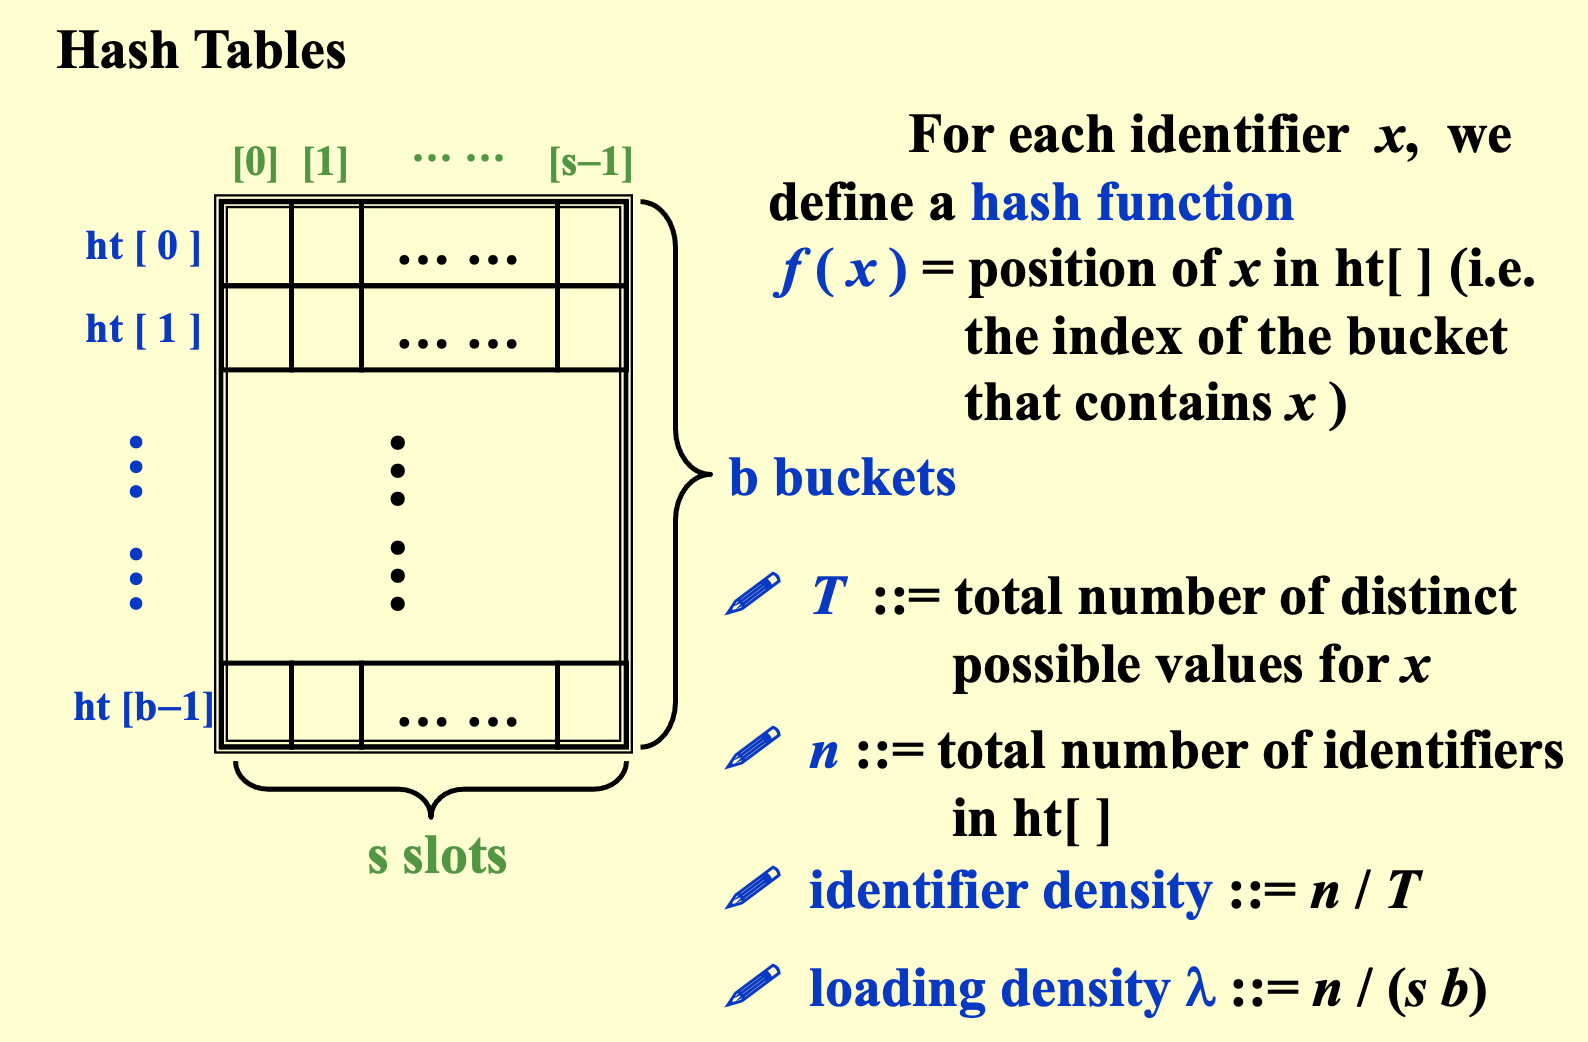 Hash Tables
[0] [1] ... ... [s–1]
ht [ 0 ] ... ...
ht [ 1 ] ... ...
ht [b–1] ... ...
s slots
b buckets
For each identifier x, we
define a hash function
f ( x ) = position of x in ht[ ] (i.e.
the index of the bucket
that contains x )
T ::= total number of distinct
possible values for x
n ::= total number of identifiers
in ht[ ]
identifier density ::= n / T
loading density λ ::= n / (s b)